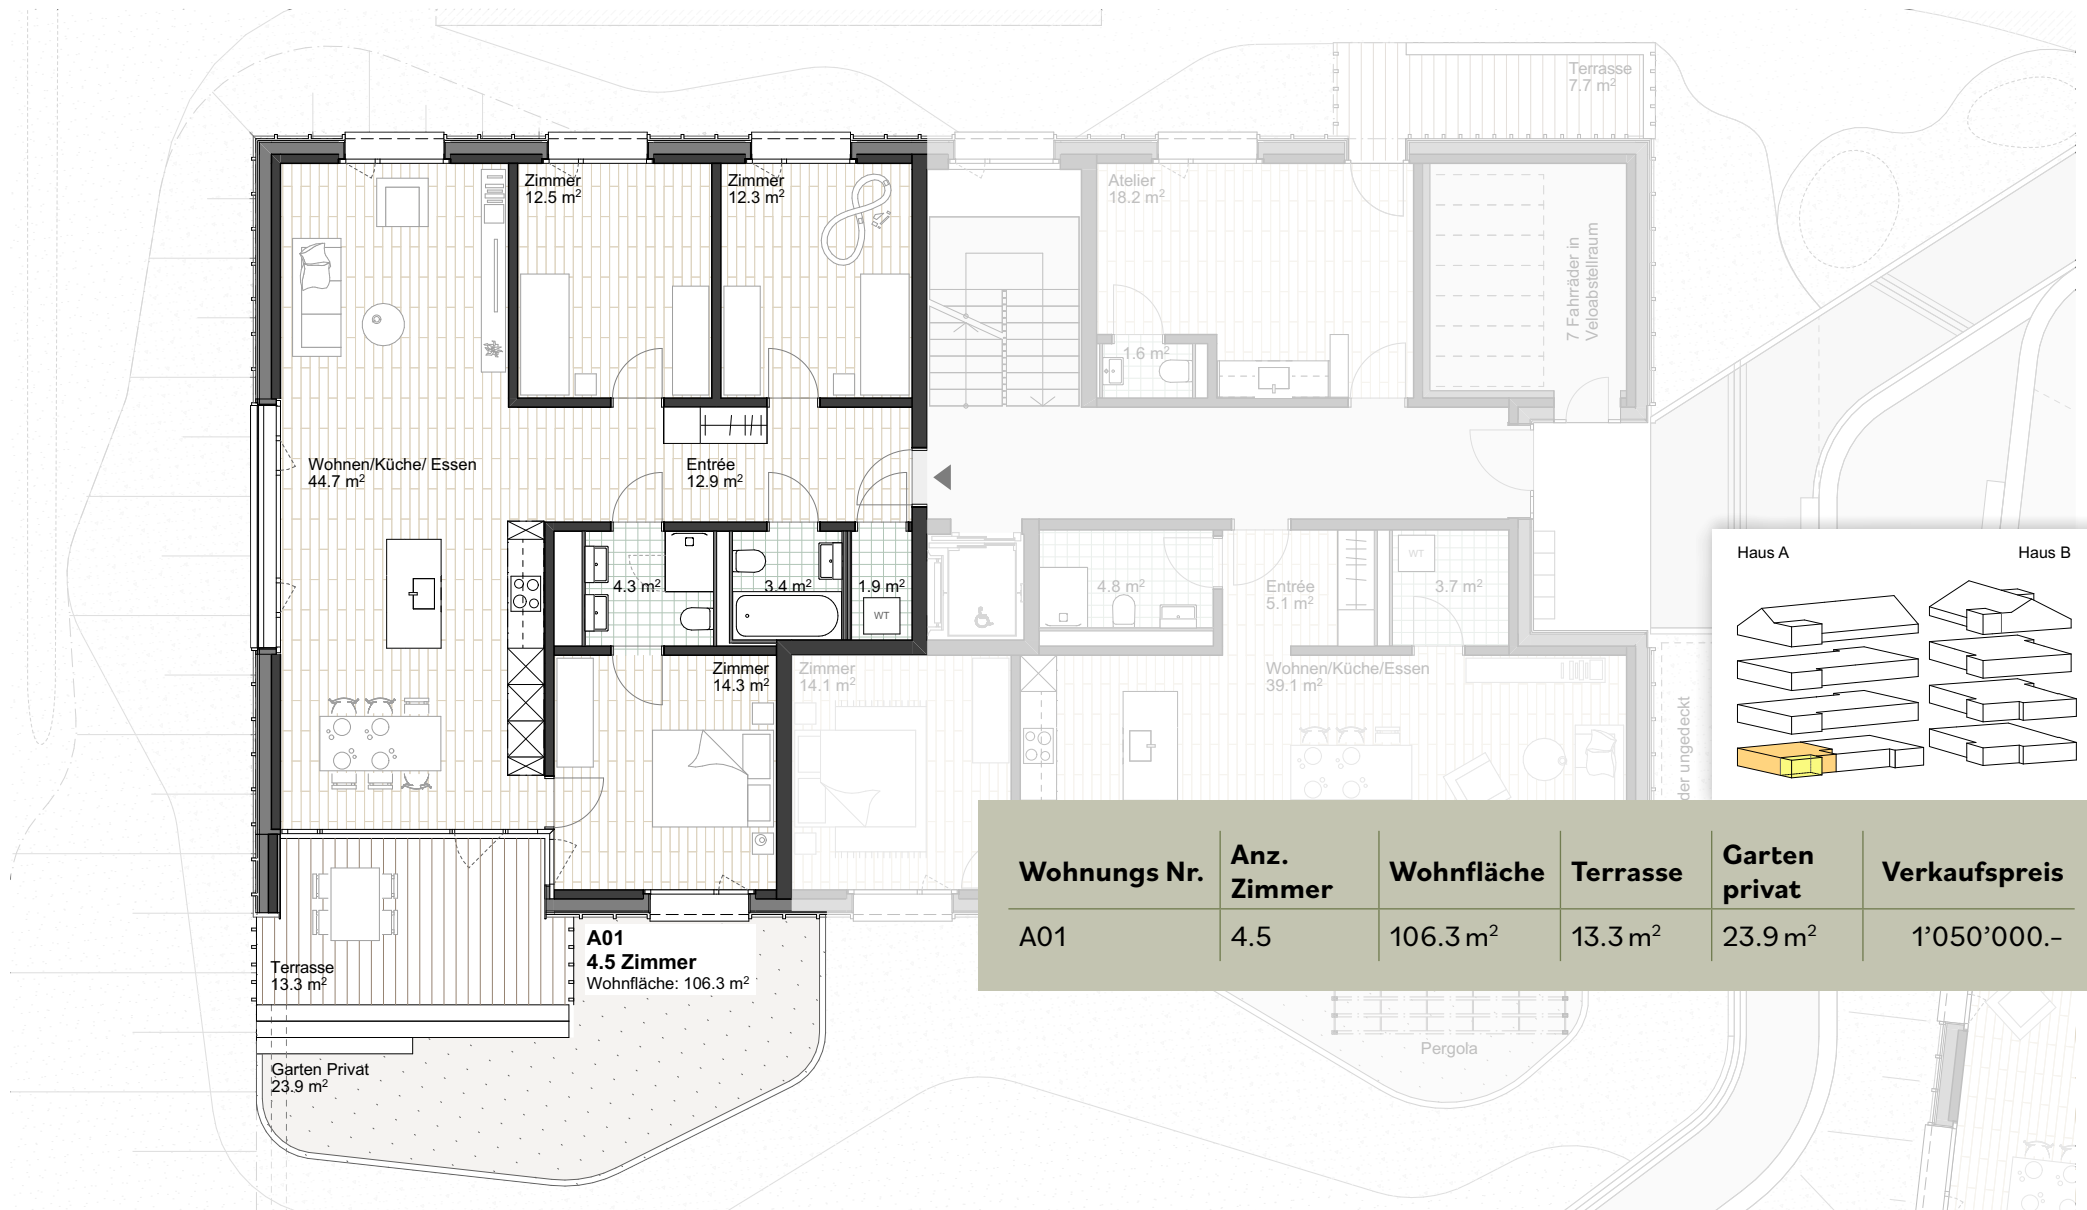 Terrasse
7.7 m²
Zimmer
12.5 m²
Zimmer
12.3 m²
Atelier
18.2 m²
7 Fahrräder in
Veloabstellraum
1.6 m²
Wohnen/Küche/ Essen
44.7 m²
Entrée
12.9 m²
4.3 m²
3.4 m²
1.9 m²
WT
4.8 m²
Entrée
5.1 m²
WT
3.7 m²
Haus A
Haus B
Zimmer
14.3 m²
Zimmer
14.1 m²
Wohnen/Küche/Essen
39.1 m²
der ungedeckt
Wohnungs Nr.
Anz.
Zimmer
Wohnfläche
Terrasse
Garten
privat
Verkaufspreis
A01
4.5
106.3 m²
13.3 m²
23.9 m²
1’050’000.–
A01
4.5 Zimmer
Wohnfläche: 106.3 m²
Terrasse
13.3 m²
Garten Privat
23.9 m²
Pergola